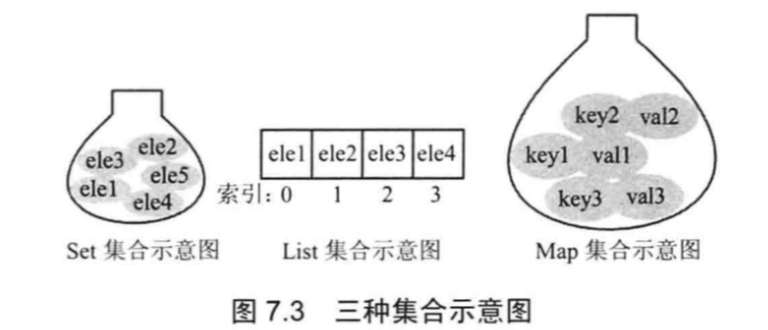 ele3 ele2
ele1 ele5
ele4
Set 集合示意图
ele1 ele2 ele3 ele4
索引: 0 1 2 3
List 集合示意图
key2 val2
key1 val1
key3 val3
Map 集合示意图
图 7.3 三种集合示意图